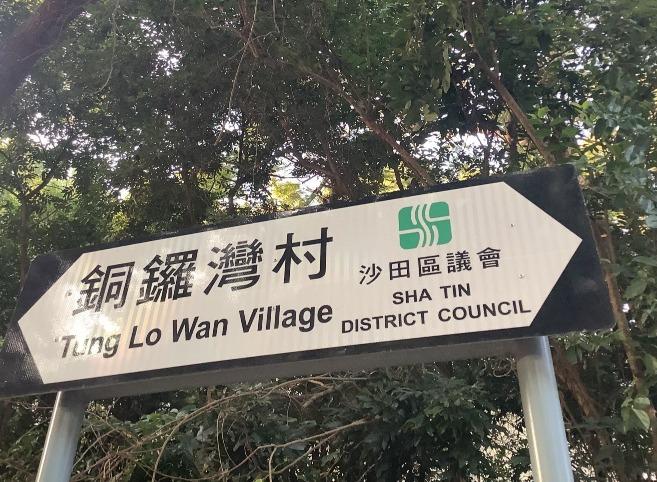 銅鑼灣村
Tung Lo Wan Village
沙田區議會
SHA TIN
DISTRICT COUNCIL